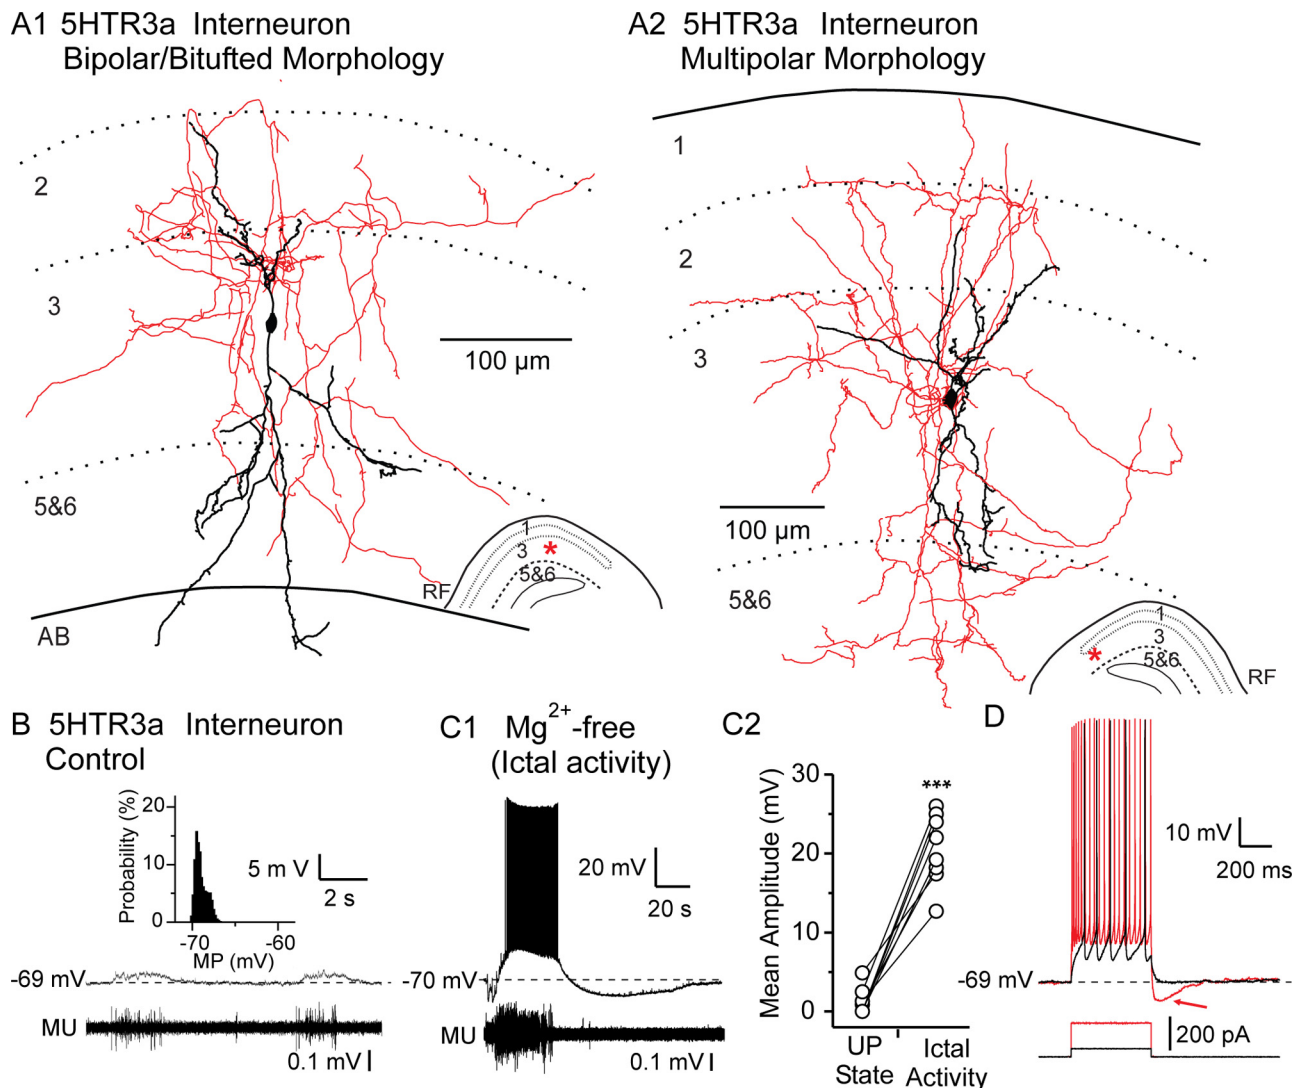 A1 5HTR3a Interneuron
Bipolar/Bitufted Morphology
2
3
5&6
AB
100 µm
1
3
5&6
RF
A2 5HTR3a Interneuron
Multipolar Morphology
1
2
3
5&6
100 µm
1
3
5&6
RF
*
*
B 5HTR3a Interneuron
Control
Probability (%)
20
10
0
-70
-60
MP (mV)
5 m V
2 s
-69 mV
MU
0.1 mV
C1 Mg2+-free
(Ictal activity)
20 mV
20 s
-70 mV
MU
0.1 mV
C2
Mean Amplitude (mV)
30
20
10
0
***
UP
State
Ictal
Activity
D
10 mV
200 ms
-69 mV
200 pA